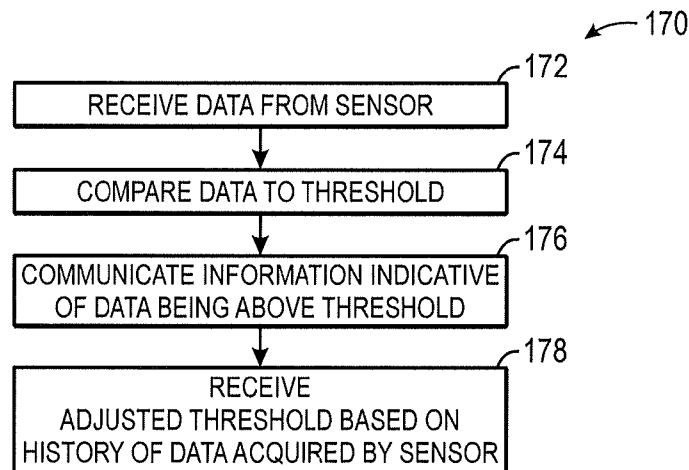 170
172
RECEIVE DATA FROM SENSOR
174
COMPARE DATA TO THRESHOLD
176
COMMUNICATE INFORMATION INDICATIVE
OF DATA BEING ABOVE THRESHOLD
178
RECEIVE
ADJUSTED THRESHOLD BASED ON
HISTORY OF DATA ACQUIRED BY SENSOR